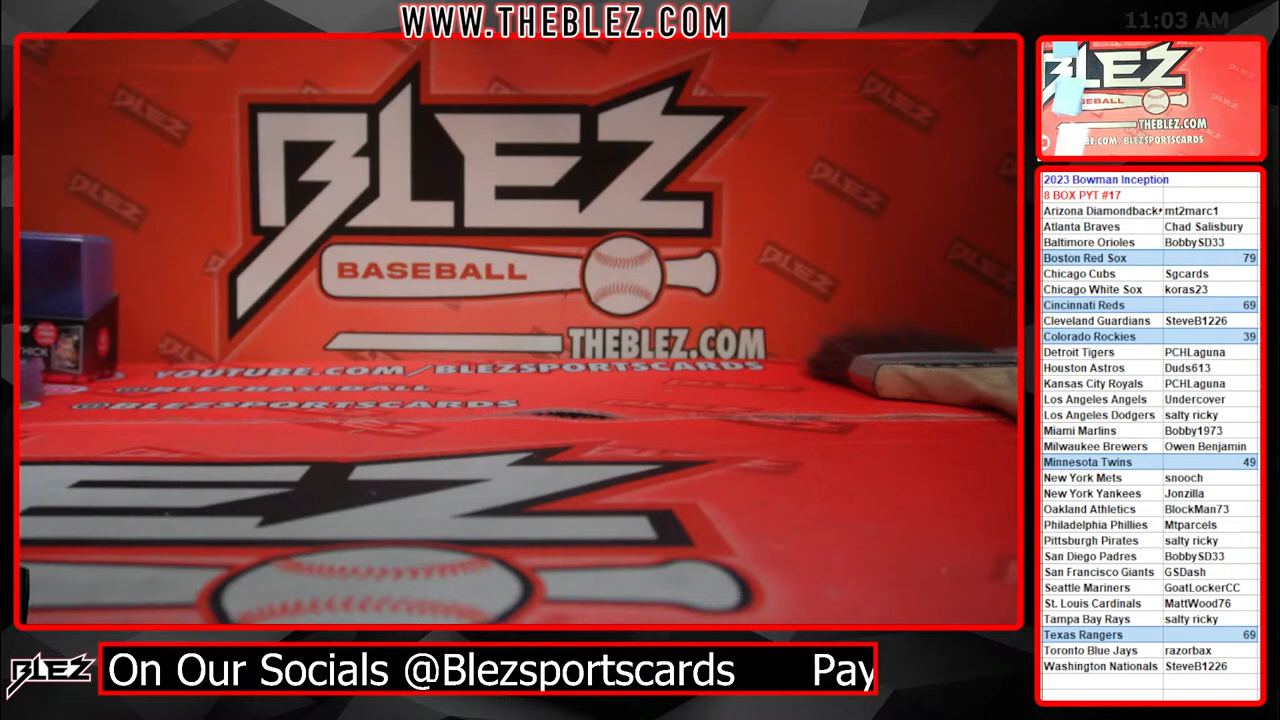 WWW.THEBLEZ.COM
11:03 AM
BLEZ
BASEBALL
THEBLEZ.COM
YOUTUBE.COM/BLEZSPORTSCARDS
@BLEZBASEBALL
@BLEZSPORTSCARDS
BLEZ
BASEBALL
THEBLEZ.COM
BE.COM/BLEZSPORTSCARDS
2023 Bowman Inception
8 BOX PYT #17
Arizona Diamondback mt2marc1
Atlanta Braves Chad Salisbury
Baltimore Orioles BobbySD33
Boston Red Sox 79
Chicago Cubs Sgcards
Chicago White Sox koras23
Cincinnati Reds 69
Cleveland Guardians SteveB1226
Colorado Rockies 39
Detroit Tigers PCHLaguna
Houston Astros Duds613
Kansas City Royals PCHLaguna
Los Angeles Angels Undercover
Los Angeles Dodgers salty ricky
Miami Marlins Bobby1973
Milwaukee Brewers Owen Benjamin
Minnesota Twins 49
New York Mets snooch
New York Yankees Jonzilla
Oakland Athletics BlockMan73
Philadelphia Phillies Mtparcels
Pittsburgh Pirates salty ricky
San Diego Padres BobbySD33
San Francisco Giants GSDash
Seattle Mariners GoatLockerCC
St. Louis Cardinals MattWood76
Tampa Bay Rays salty ricky
Texas Rangers 69
Toronto Blue Jays razorbax
Washington Nationals SteveB1226
BLEZ On Our Socials @Blezsportscards Pay